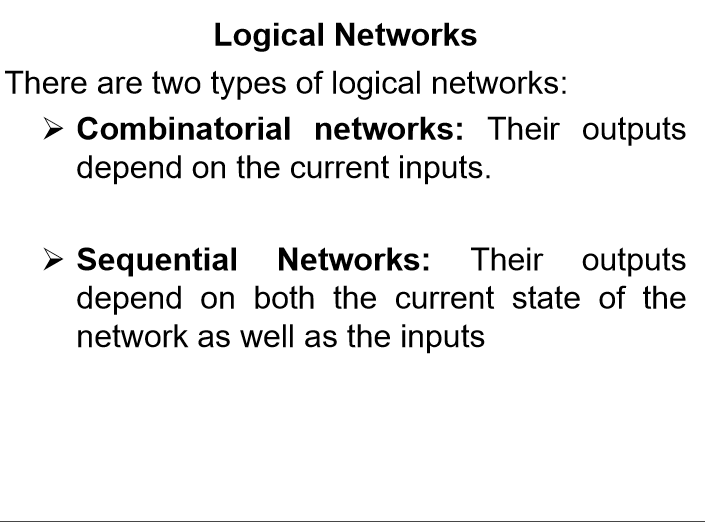 Logical Networks
There are two types of logical networks:
➢ Combinatorial networks: Their outputs
depend on the current inputs.
➢ Sequential Networks: Their outputs
depend on both the current state of the
network as well as the inputs